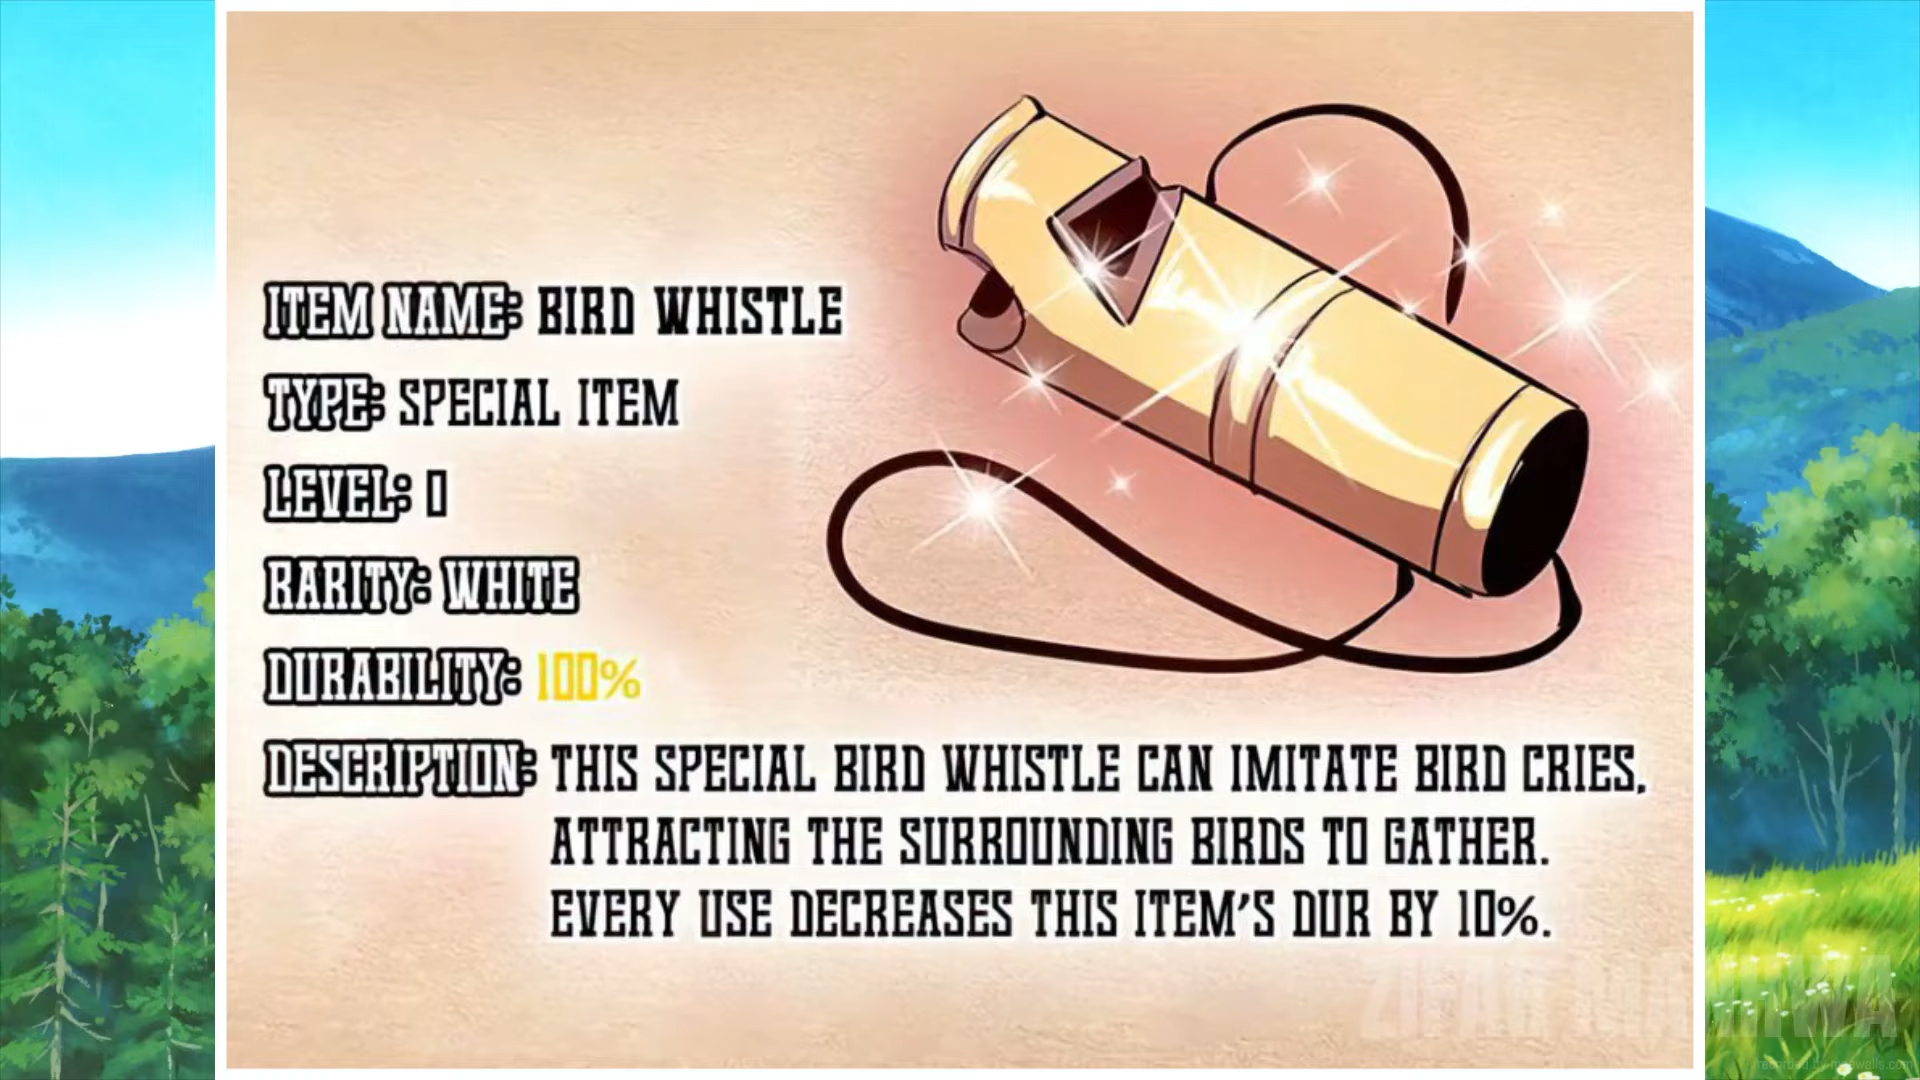 ITEM NAME: BIRD WHISTLE
TYPE: SPECIAL ITEM
LEVEL: 1
RARITY: WHITE
DURABILITY: 100%
DESCRIPTION: THIS SPECIAL BIRD WHISTLE CAN IMITATE BIRD CRIES,
ATTRACTING THE SURROUNDING BIRDS TO GATHER.
EVERY USE DECREASES THIS ITEM'S DUR BY 10%.